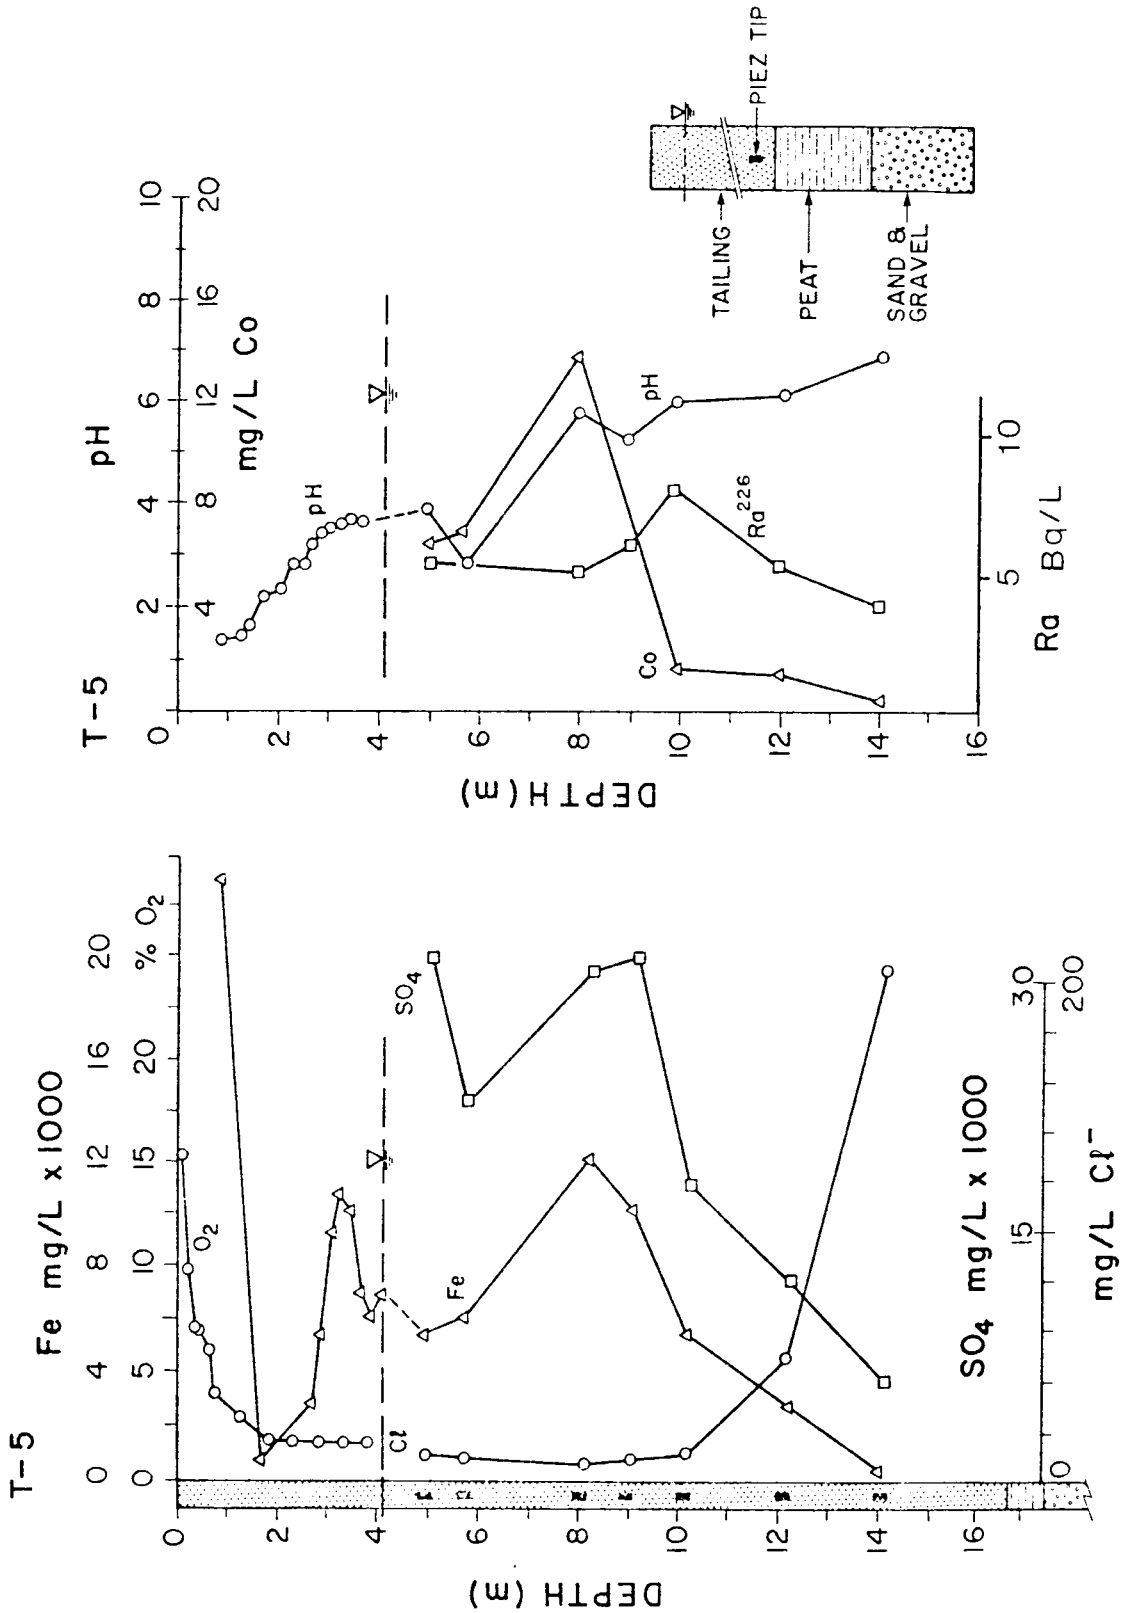 T-5
Fe mg/L x 1000
0 4 8 12 16 20
0 5 10 15 20 % O₂
O₂
SO₄
Fe
Cl
DEPTH (m)
0 2 4 6 8 10 12 14 16
0 15 30
SO₄ mg/L x 1000
200
mg/L Cl⁻
T-5
pH
2 4 6 8 10
4 8 12 16 20
mg/L Co
pH
pH
Ra²²⁶
Co
DEPTH (m)
0 2 4 6 8 10 12 14 16
5 10
Ra Bq/L
TAILING
PIEZ TIP
PEAT
SAND &
GRAVEL